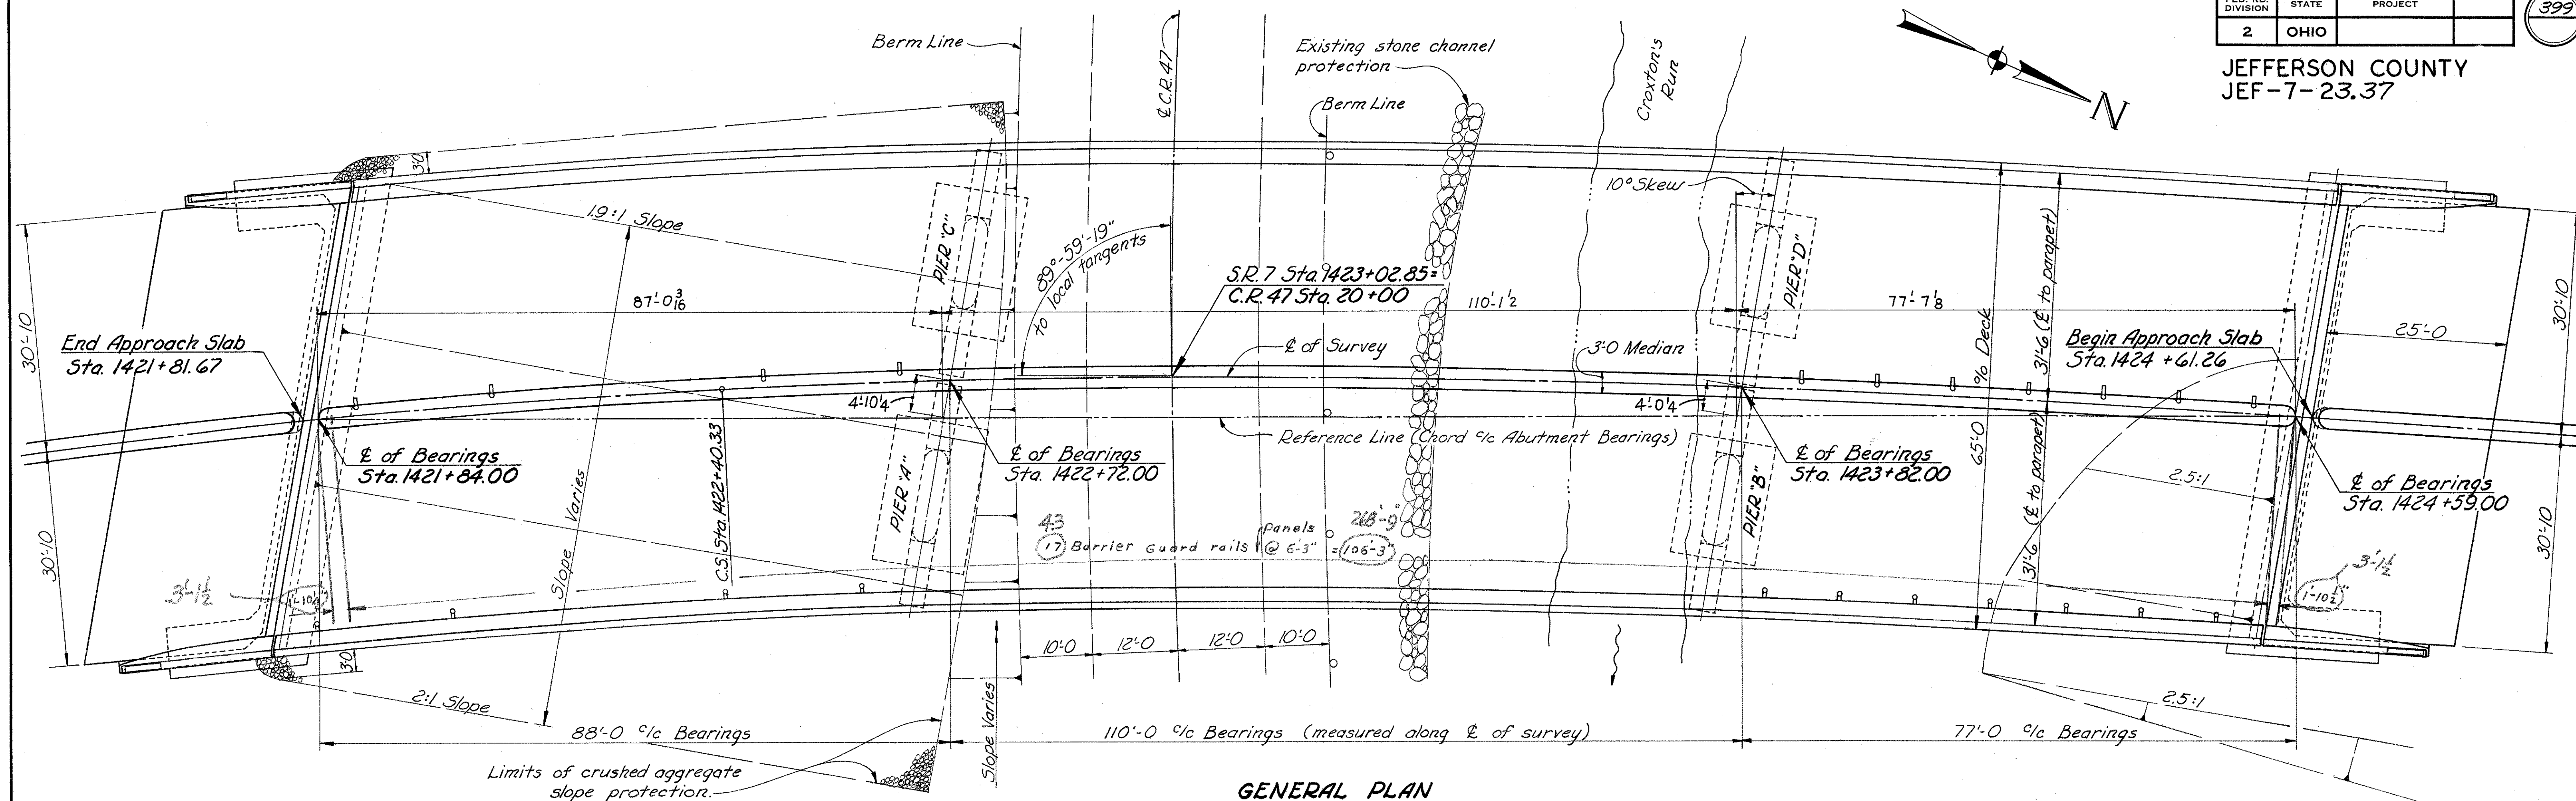 FED. RD. DIVISION
STATE
PROJECT
2
OHIO
399
JEFFERSON COUNTY
JEF-7-23.37
N
Berm Line
℄ C.R. 47
Existing stone channel
protection
Berm Line
Croxton's
Run
3'-0
1.9:1 Slope
PIER "C"
89°-59'-19"
to local tangents
10° Skew
PIER "D"
S.R. 7 Sta. 1423+02.85=
C.R. 47 Sta. 20+00
87'-0 3/16
110'-1 1/2
77'-7 1/8
65'-0 o/o Deck
31'-6 (℄ to parapet)
31'-6 (℄ to parapet)
30'-10
30'-10
30'-10
30'-10
25'-0
End Approach Slab
Sta. 1421+81.67
℄ of Survey
3'-0 Median
Begin Approach Slab
Sta. 1424+61.26
4'-10 1/4
4'-0 1/4
Reference Line (Chord c/c Abutment Bearings)
℄ of Bearings
Sta. 1421+84.00
℄ of Bearings
Sta. 1422+72.00
℄ of Bearings
Sta. 1423+82.00
℄ of Bearings
Sta. 1424+59.00
Slope Varies
C.S. Sta. 1422+40.33
PIER "A"
PIER "B"
2.5:1
43
268'-9"
17 Barrier Guard rails Panels @ 6'-3" = 106'-3"
3'-1 1/2
3'-1 1/2
1'-10 1/2
3'-0
10'-0
12'-0
12'-0
10'-0
2:1 Slope
Slope Varies
2.5:1
88'-0 c/c Bearings
110'-0 c/c Bearings (measured along ℄ of survey)
77'-0 c/c Bearings
Limits of crushed aggregate
slope protection.
GENERAL PLAN